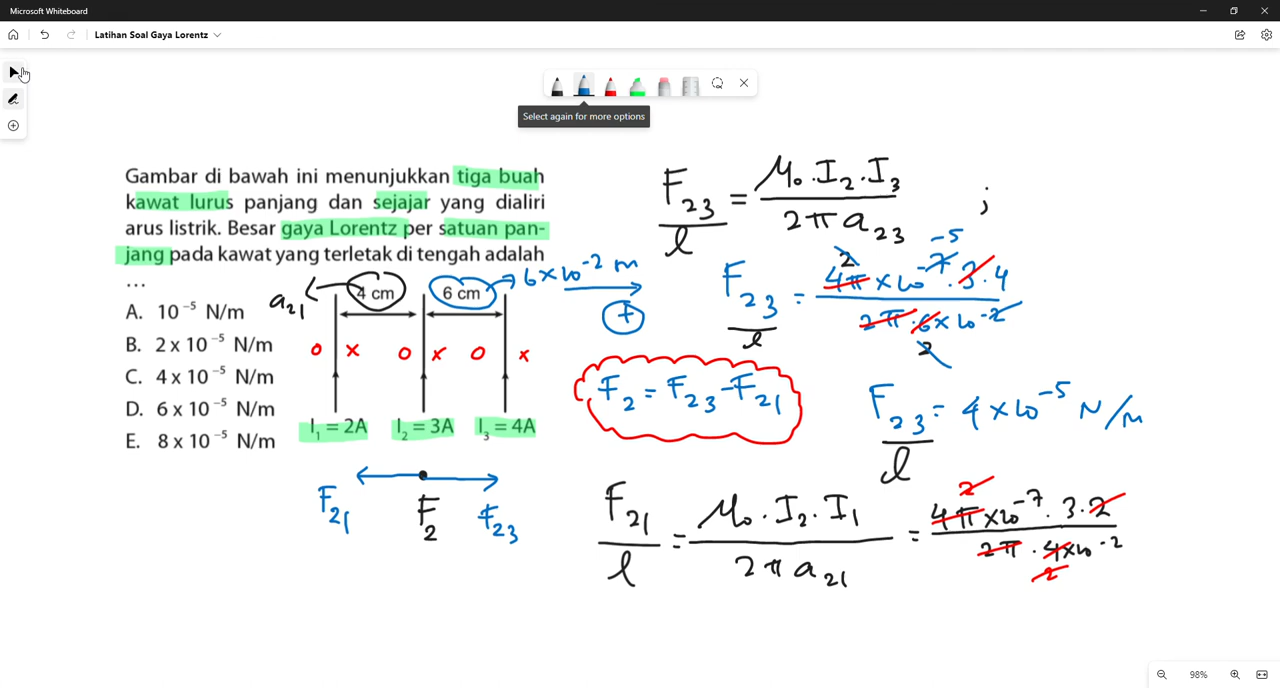 Microsoft Whiteboard
Latihan Soal Gaya Lorentz
Select again for more options
Gambar di bawah ini menunjukkan tiga buah
kawat lurus panjang dan sejajar yang dialiri
arus listrik. Besar gaya Lorentz per satuan pan-
jang pada kawat yang terletak di tengah adalah
...
A. 10⁻⁵ N/m
B. 2 x 10⁻⁵ N/m
C. 4 x 10⁻⁵ N/m
D. 6 x 10⁻⁵ N/m
E. 8 x 10⁻⁵ N/m
a₂₁
4 cm
6 cm
6×10⁻² m
+
o x o x o x
I₁ = 2A I₂ = 3A I₃ = 4A
F₂₁ F₂ F₂₃
F₂₃/l = μ₀.I₂.I₃ / 2π a₂₃ ;
F₂₃/l = 4π×10⁻⁷.3.4 / 2π.6×10⁻²
2 -5
2
F₂ = F₂₃ - F₂₁
F₂₃/l = 4×10⁻⁵ N/m
F₂₁/l = μ₀.I₂.I₁ / 2π a₂₁ = 4π×10⁻⁷.3.2 / 2π.4×10⁻²
2
2
98%